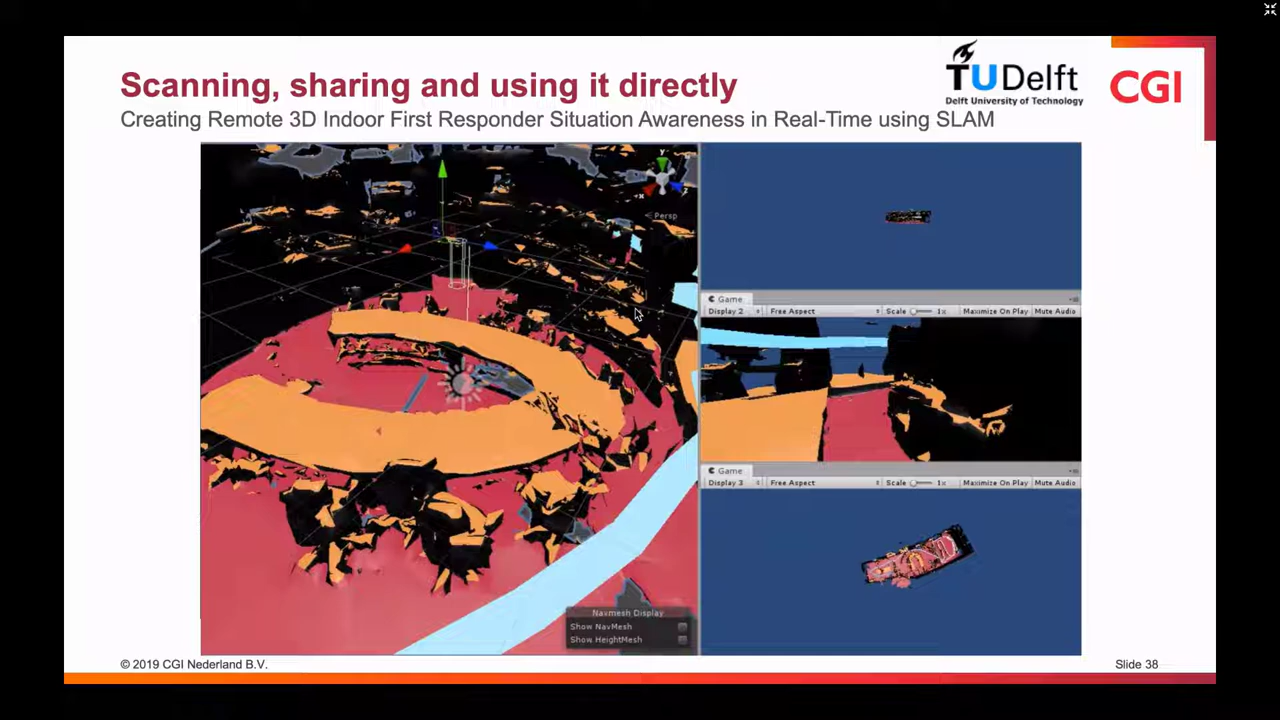 Scanning, sharing and using it directly
Creating Remote 3D Indoor First Responder Situation Awareness in Real-Time using SLAM
TUDelft
Delft University of Technology
CGI
y
x
z
< Persp
Game
Display 2 Free Aspect Scale 1x Maximize On Play Mute Audio
Game
Display 3 Free Aspect Scale 1x Maximize On Play Mute Audio
Navmesh Display
Show NavMesh
Show HeightMesh
© 2019 CGI Nederland B.V.
Slide 38